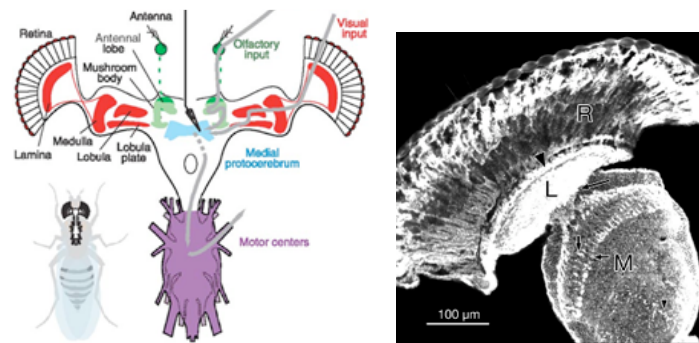 Antenna
Retina
Antennal
lobe
Visual
input
Olfactory
input
Mushroom
body
Medulla
Lamina
Lobula
Lobula
plate
Medial
protocerebrum
Motor centers
R
L
M
100 µm